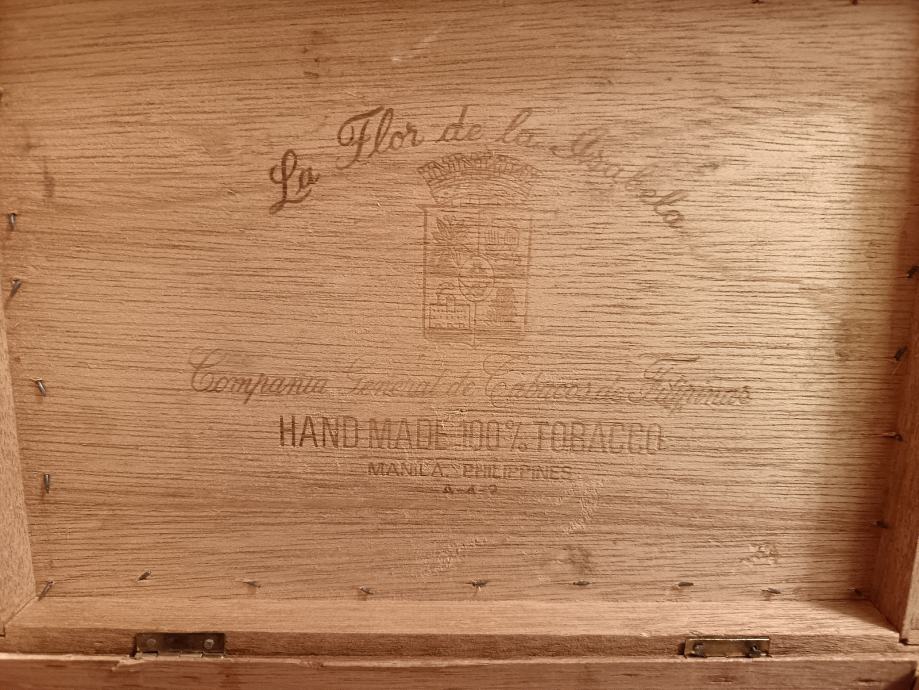 La Flor de la Isabela
Compania General de Tabacos de Filipinas
HAND MADE 100% TOBACCO
MANILA, PHILIPPINES